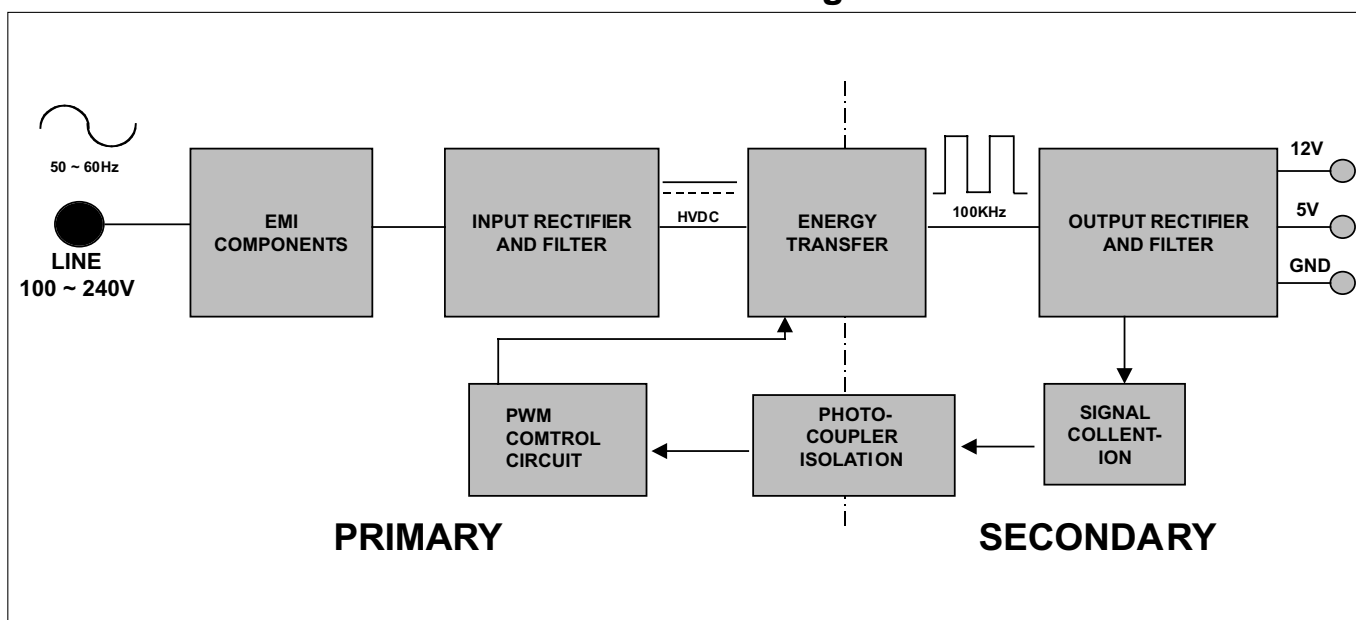 50 ~ 60Hz
LINE
100 ~ 240V
EMI
COMPONENTS
INPUT RECTIFIER
AND FILTER
HVDC
ENERGY
TRANSFER
100KHz
OUTPUT RECTIFIER
AND FILTER
12V
5V
GND
PWM
COMTROL
CIRCUIT
PHOTO-
COUPLER
ISOLATION
SIGNAL
COLLENT-
ION
PRIMARY
SECONDARY